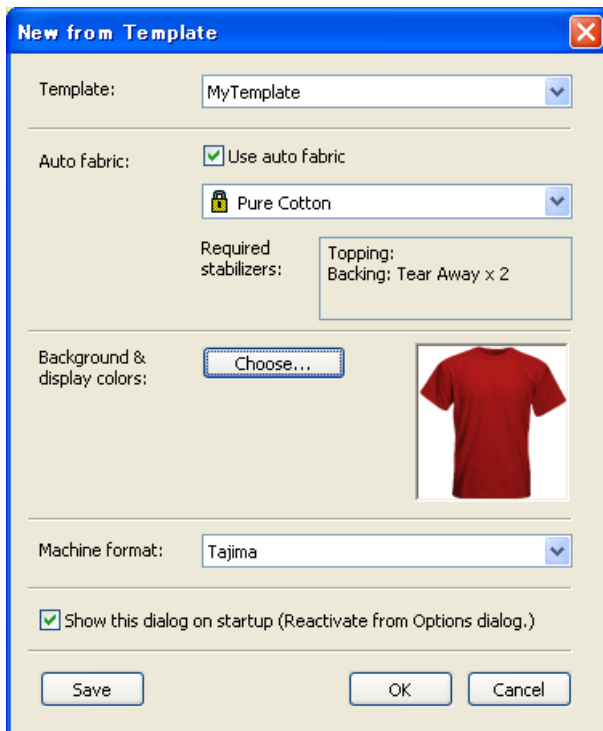 New from Template
Template:
MyTemplate
Auto fabric:
Use auto fabric
Pure Cotton
Required
stabilizers:
Topping:
Backing: Tear Away x 2
Background &
display colors:
Choose...
Machine format:
Tajima
Show this dialog on startup (Reactivate from Options dialog.)
Save
OK
Cancel